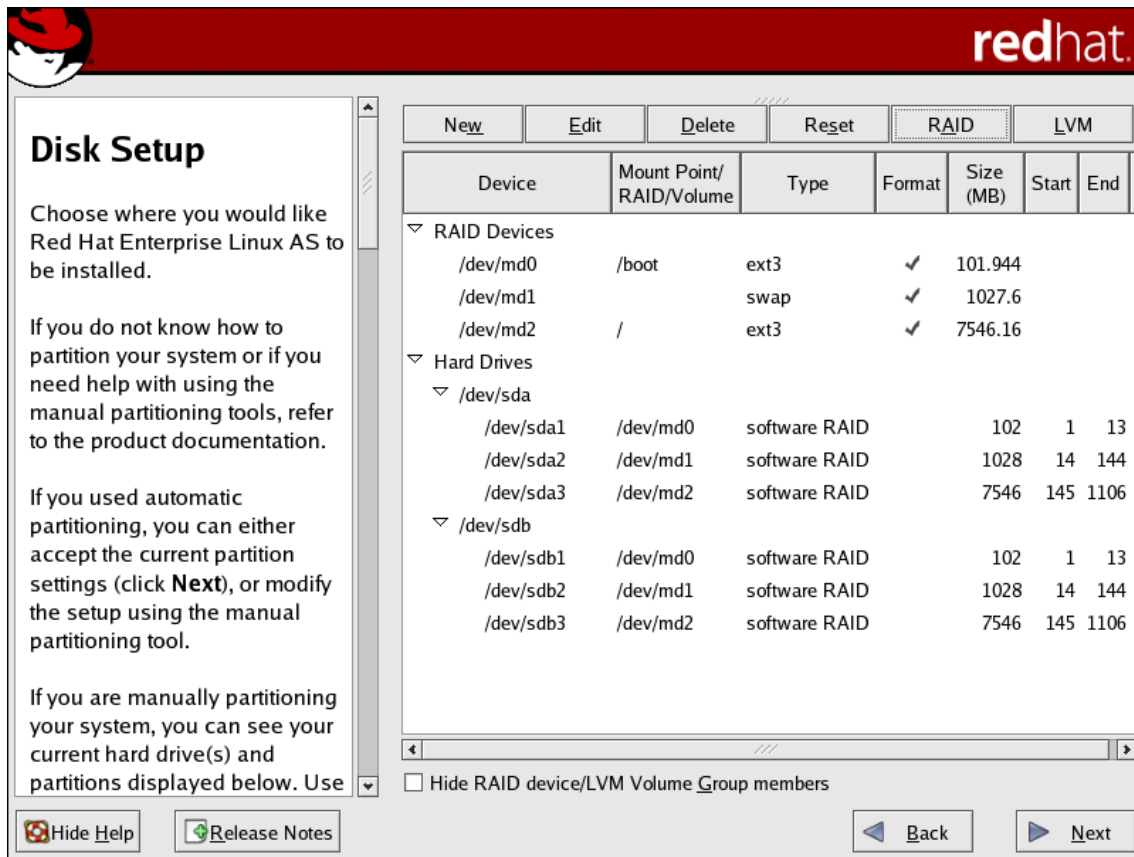 redhat.
Disk Setup
Choose where you would like
Red Hat Enterprise Linux AS to
be installed.
If you do not know how to
partition your system or if you
need help with using the
manual partitioning tools, refer
to the product documentation.
If you used automatic
partitioning, you can either
accept the current partition
settings (click Next), or modify
the setup using the manual
partitioning tool.
If you are manually partitioning
your system, you can see your
current hard drive(s) and
partitions displayed below. Use
New Edit Delete Reset RAID LVM
Device Mount Point/ RAID/Volume Type Format Size (MB) Start End
RAID Devices
/dev/md0 /boot ext3 ✓ 101.944
/dev/md1 swap ✓ 1027.6
/dev/md2 / ext3 ✓ 7546.16
Hard Drives
/dev/sda
/dev/sda1 /dev/md0 software RAID 102 1 13
/dev/sda2 /dev/md1 software RAID 1028 14 144
/dev/sda3 /dev/md2 software RAID 7546 145 1106
/dev/sdb
/dev/sdb1 /dev/md0 software RAID 102 1 13
/dev/sdb2 /dev/md1 software RAID 1028 14 144
/dev/sdb3 /dev/md2 software RAID 7546 145 1106
Hide RAID device/LVM Volume Group members
Hide Help Release Notes Back Next